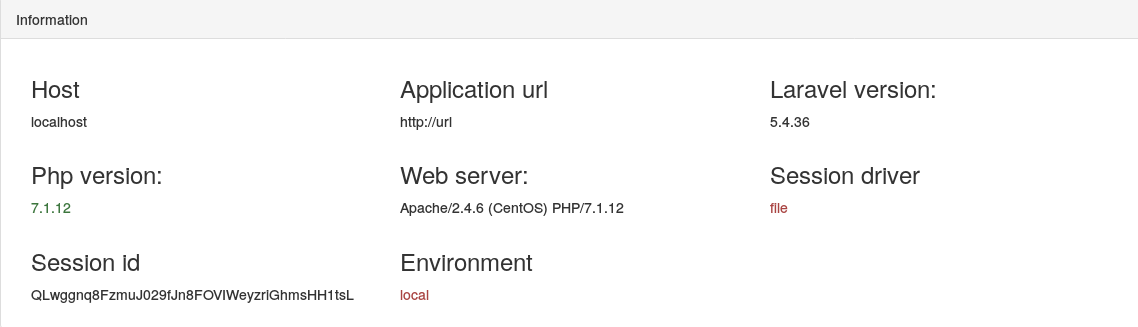 Information
Host
Application url
Laravel version:
localhost
http://url
5.4.36
Php version:
Web server:
Session driver
7.1.12
Apache/2.4.6 (CentOS) PHP/7.1.12
file
Session id
Environment
QLwggnq8FzmuJ029fJn8FOVIWeyzrlGhmsHH1tsL
local